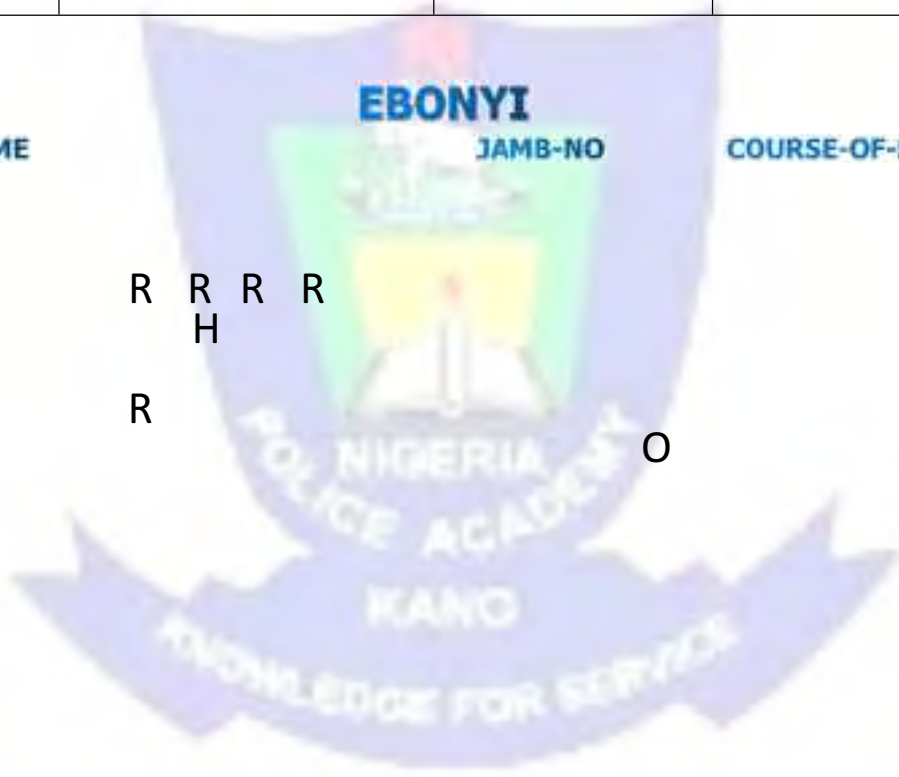 EBONYI
ME JAMB-NO COURSE-OF-
R R R R
H
R
O
NIGERIA
POLICE ACADEMY
KANO
KNOWLEDGE FOR SERVICE